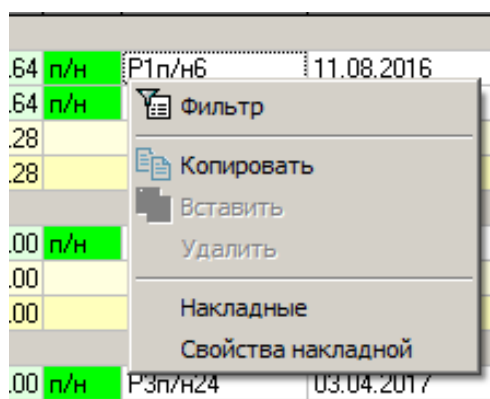 .64 п/н Р1п/н6 11.08.2016
.64 п/н
Фильтр
.28
.28
Копировать
Вставить
.00 п/н
Удалить
.00
.00
Накладные
Свойства накладной
.00 п/н Р3п/н24 03.04.2017